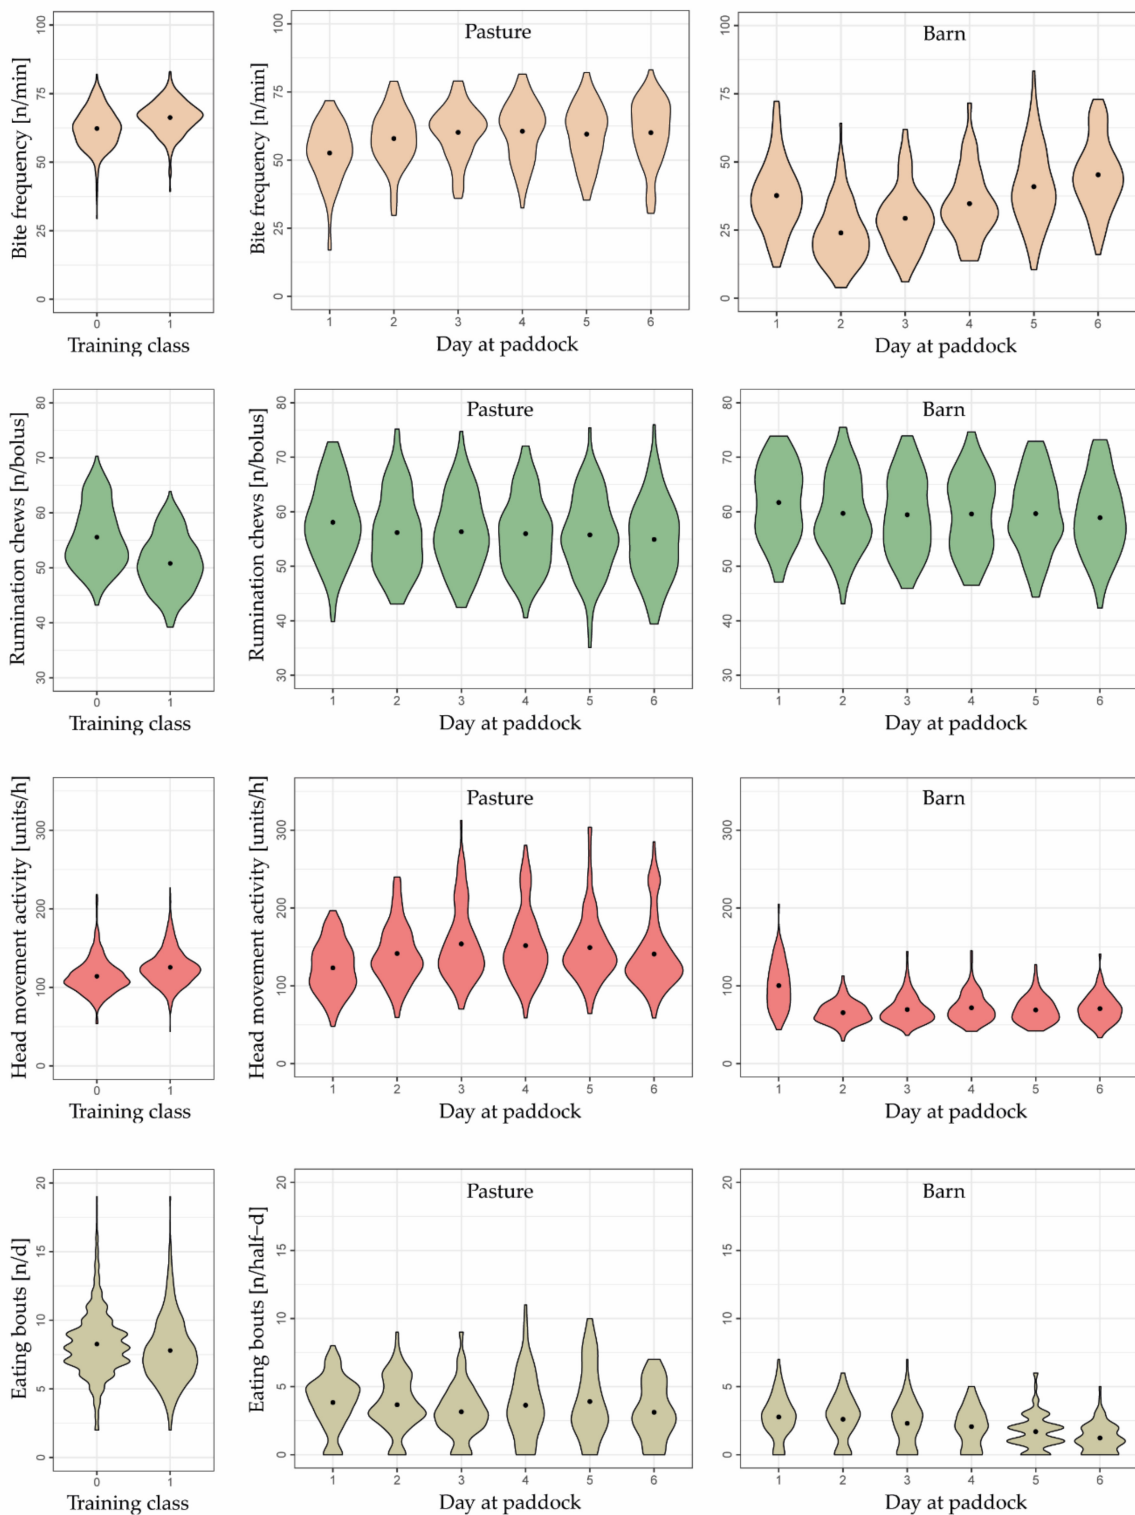 Bite frequency [n/min]
100
75
50
25
0
0 1
Training class
Pasture
Bite frequency [n/min]
100
75
50
25
0
1 2 3 4 5 6
Day at paddock
Barn
100
75
50
25
0
1 2 3 4 5 6
Day at paddock
Rumination chews [n/bolus]
80
70
60
50
40
30
0 1
Training class
Pasture
Rumination chews [n/bolus]
80
70
60
50
40
30
1 2 3 4 5 6
Day at paddock
Barn
80
70
60
50
40
30
1 2 3 4 5 6
Day at paddock
Head movement activity [units/h]
300
200
100
0
0 1
Training class
Pasture
Head movement activity [units/h]
300
200
100
0
1 2 3 4 5 6
Day at paddock
Barn
300
200
100
0
1 2 3 4 5 6
Day at paddock
Eating bouts [n/d]
20
15
10
5
0
0 1
Training class
Pasture
Eating bouts [n/half–d]
20
15
10
5
0
1 2 3 4 5 6
Day at paddock
Barn
20
15
10
5
0
1 2 3 4 5 6
Day at paddock